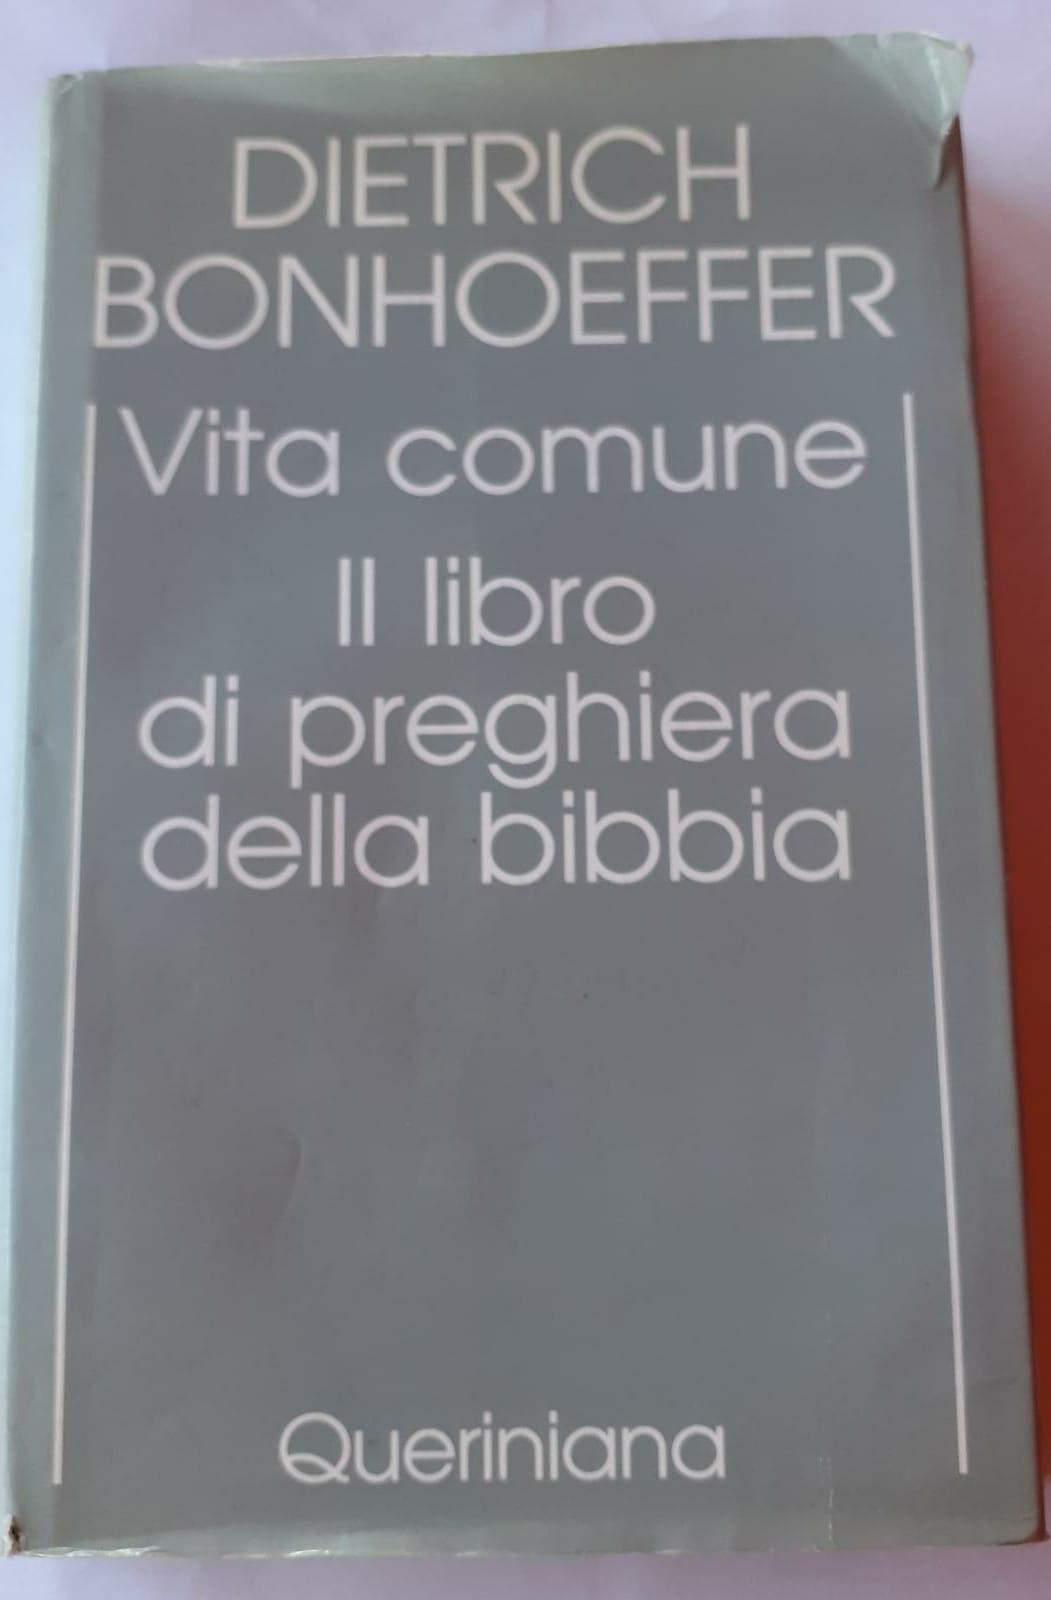 DIETRICH
BONHOEFFER
Vita comune
Il libro
di preghiera
della bibbia
Queriniana